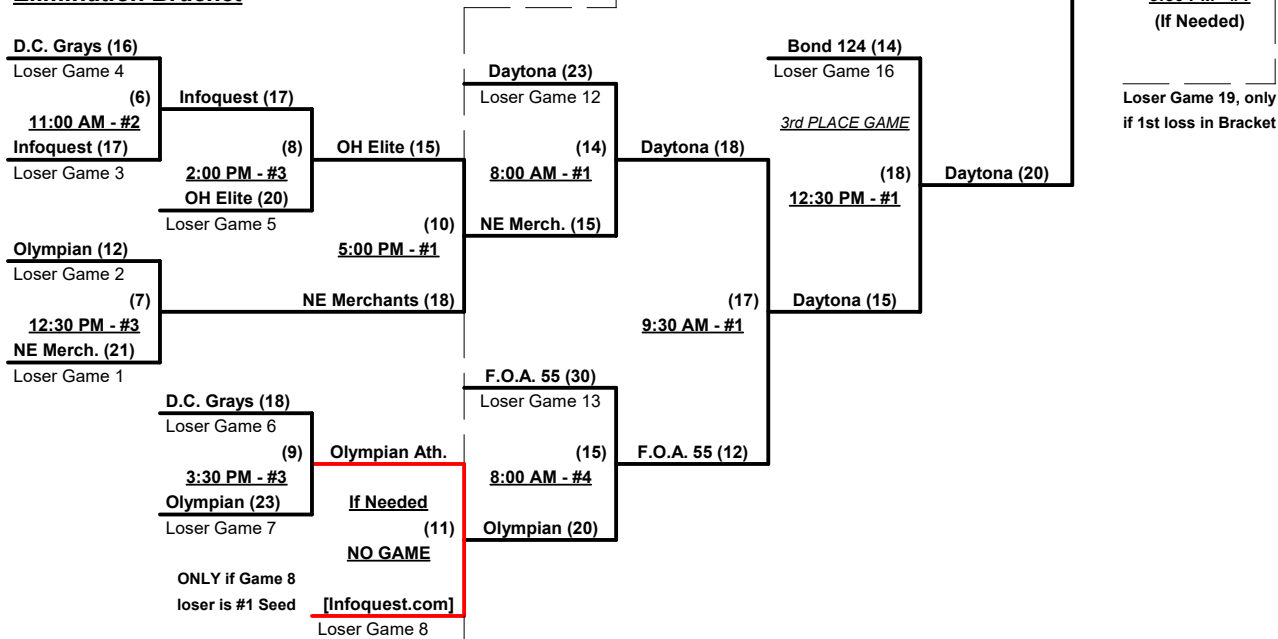 (If Needed)
D.C. Grays (16)
Bond 124 (14)
Loser Game 4
Daytona (23)
Loser Game 16
(6)
Infoquest (17)
Loser Game 12
Loser Game 19, only
11:00 AM - #2
3rd PLACE GAME
if 1st loss in Bracket
Infoquest (17)
(8)
OH Elite (15)
(14)
Daytona (18)
Loser Game 3
2:00 PM - #3
8:00 AM - #1
(18)
Daytona (20)
OH Elite (20)
12:30 PM - #1
Loser Game 5
(10)
NE Merch. (15)
Olympian (12)
5:00 PM - #1
Loser Game 2
(7)
NE Merchants (18)
(17)
Daytona (15)
12:30 PM - #3
9:30 AM - #1
NE Merch. (21)
Loser Game 1
F.O.A. 55 (30)
D.C. Grays (18)
Loser Game 13
Loser Game 6
(9)
Olympian Ath.
(15)
F.O.A. 55 (12)
3:30 PM - #3
8:00 AM - #4
Olympian (23)
If Needed
Loser Game 7
(11)
Olympian (20)
NO GAME
ONLY if Game 8
loser is #1 Seed
[Infoquest.com]
Loser Game 8